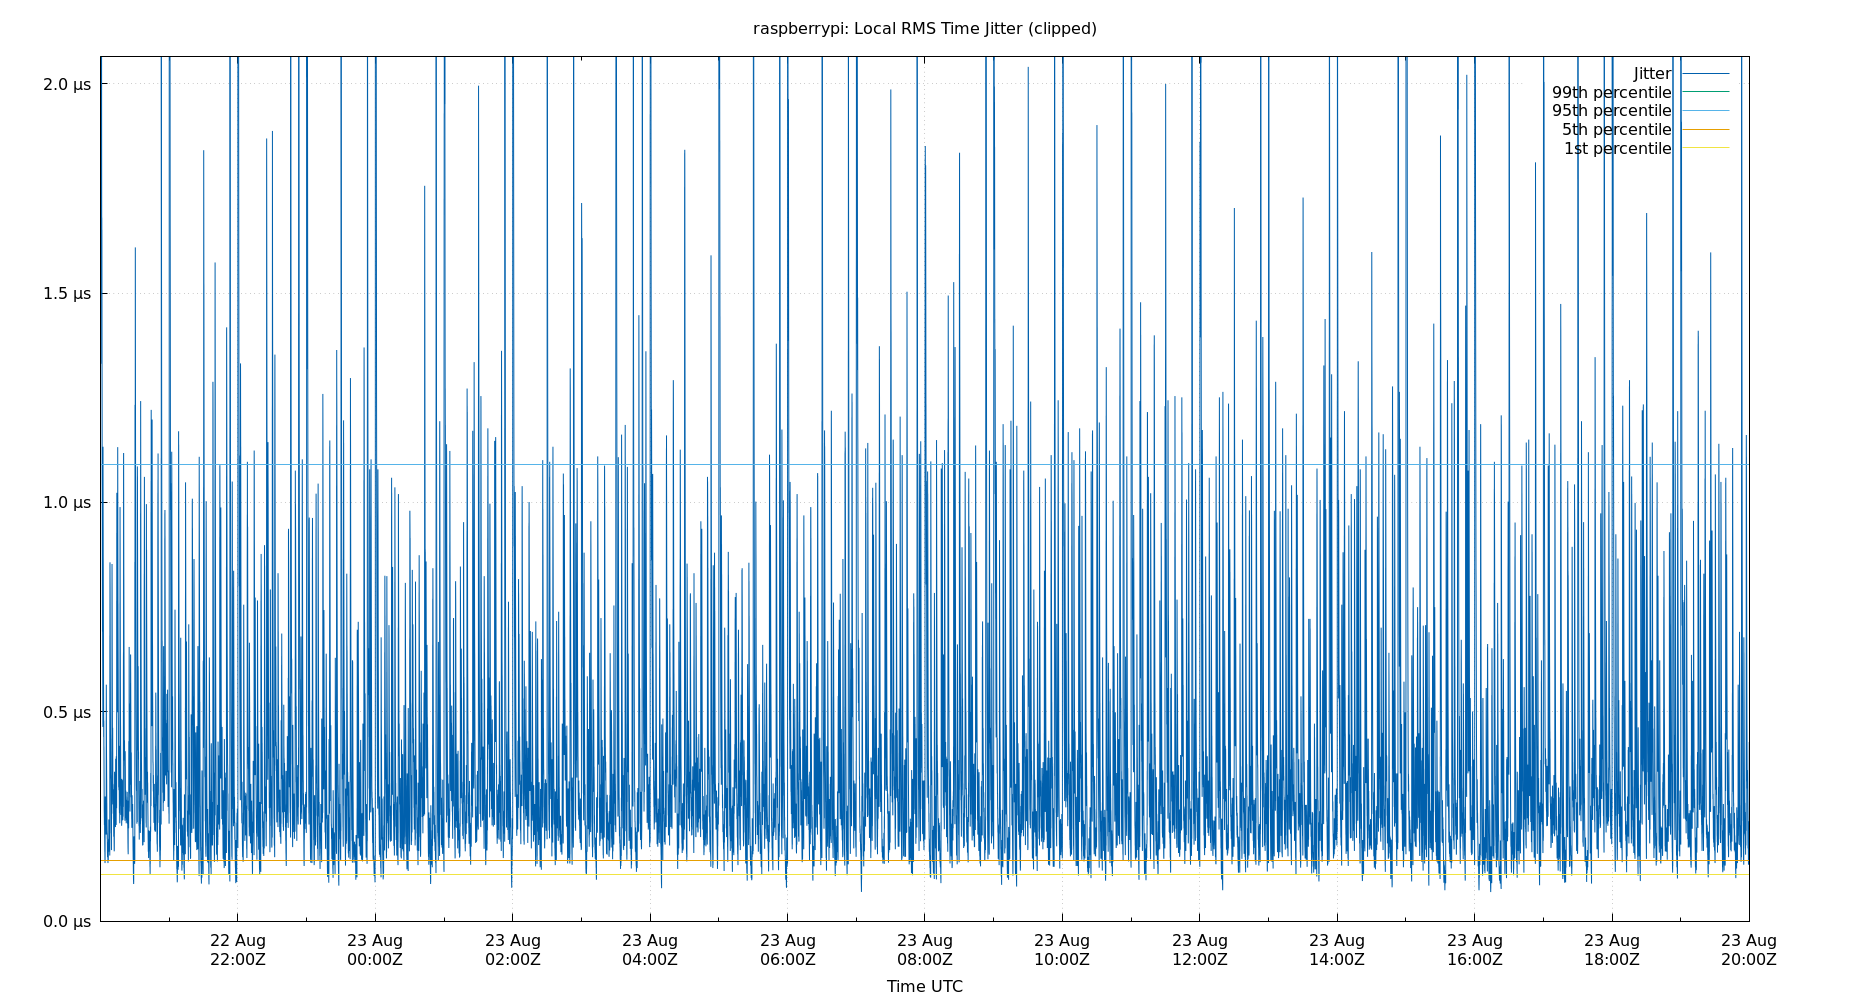 raspberrypi: Local RMS Time Jitter (clipped)
2.0 µs
1.5 µs
1.0 µs
0.5 µs
0.0 µs
Jitter
99th percentile
95th percentile
5th percentile
1st percentile
22 Aug 23 Aug 23 Aug 23 Aug 23 Aug 23 Aug 23 Aug 23 Aug 23 Aug 23 Aug 23 Aug 23 Aug
22:00Z 00:00Z 02:00Z 04:00Z 06:00Z 08:00Z 10:00Z 12:00Z 14:00Z 16:00Z 18:00Z 20:00Z
Time UTC